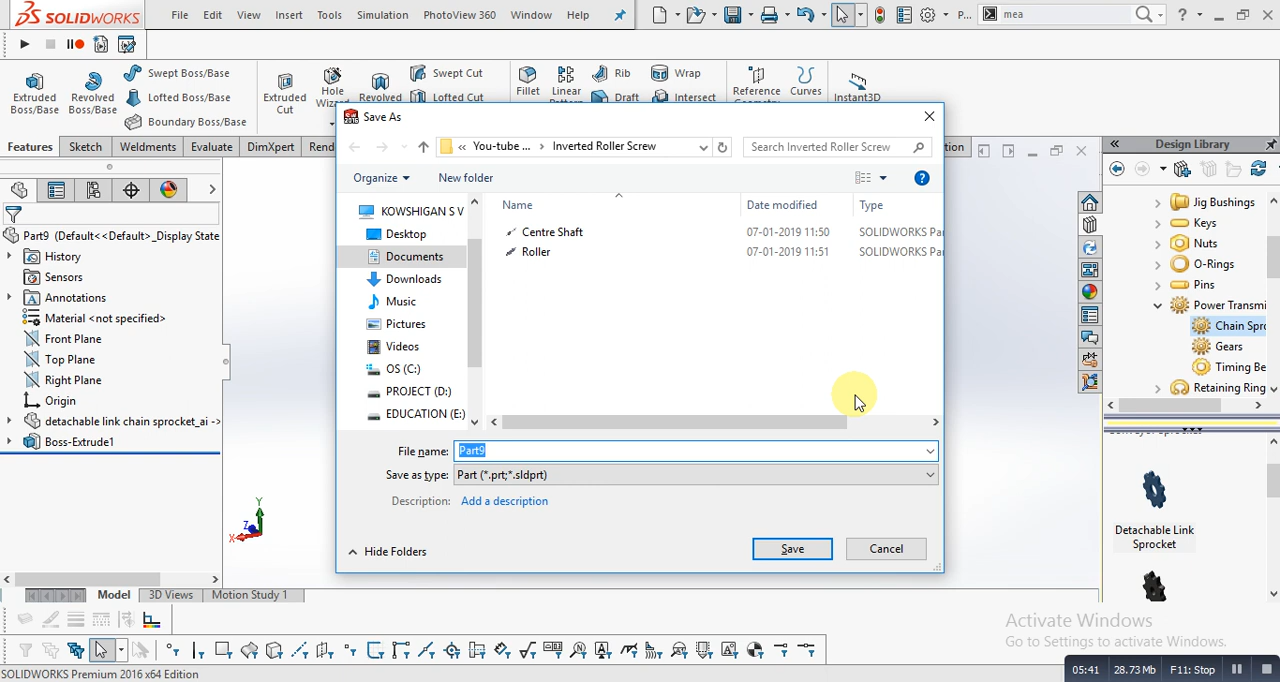 SOLIDWORKS File Edit View Insert Tools Simulation PhotoView 360 Window Help P... mea
Extruded Boss/Base
Revolved Boss/Base
Swept Boss/Base
Lofted Boss/Base
Boundary Boss/Base
Extruded Cut
Hole
Revolved
Swept Cut
Lofted Cut
Fillet
Linear
Rib
Draft
Wrap
Intersect
Reference
Curves
Instant3D
Features Sketch Weldments Evaluate DimXpert
Design Library
Part9 (Default<<Default>_Display State
History
Sensors
Annotations
Material <not specified>
Front Plane
Top Plane
Right Plane
Origin
detachable link chain sprocket_ai ->
Boss-Extrude1
Save As
« You-tube ... › Inverted Roller Screw
Search Inverted Roller Screw
Organize New folder
KOWSHIGAN S V
Desktop
Documents
Downloads
Music
Pictures
Videos
OS (C:)
PROJECT (D:)
EDUCATION (E:)
Name Date modified Type
Centre Shaft 07-01-2019 11:50 SOLIDWORKS Par
Roller 07-01-2019 11:51 SOLIDWORKS Par
File name: Part9
Save as type: Part (*.prt;*.sldprt)
Description: Add a description
Hide Folders
Save Cancel
Jig Bushings
Keys
Nuts
O-Rings
Pins
Power Transmi
Chain Spro
Gears
Timing Be
Retaining Ring
Detachable Link
Sprocket
Y
Z
X
Model 3D Views Motion Study 1
Activate Windows
Go to Settings to activate Windows.
SOLIDWORKS Premium 2016 x64 Edition
05:41 28.73 Mb F11: Stop